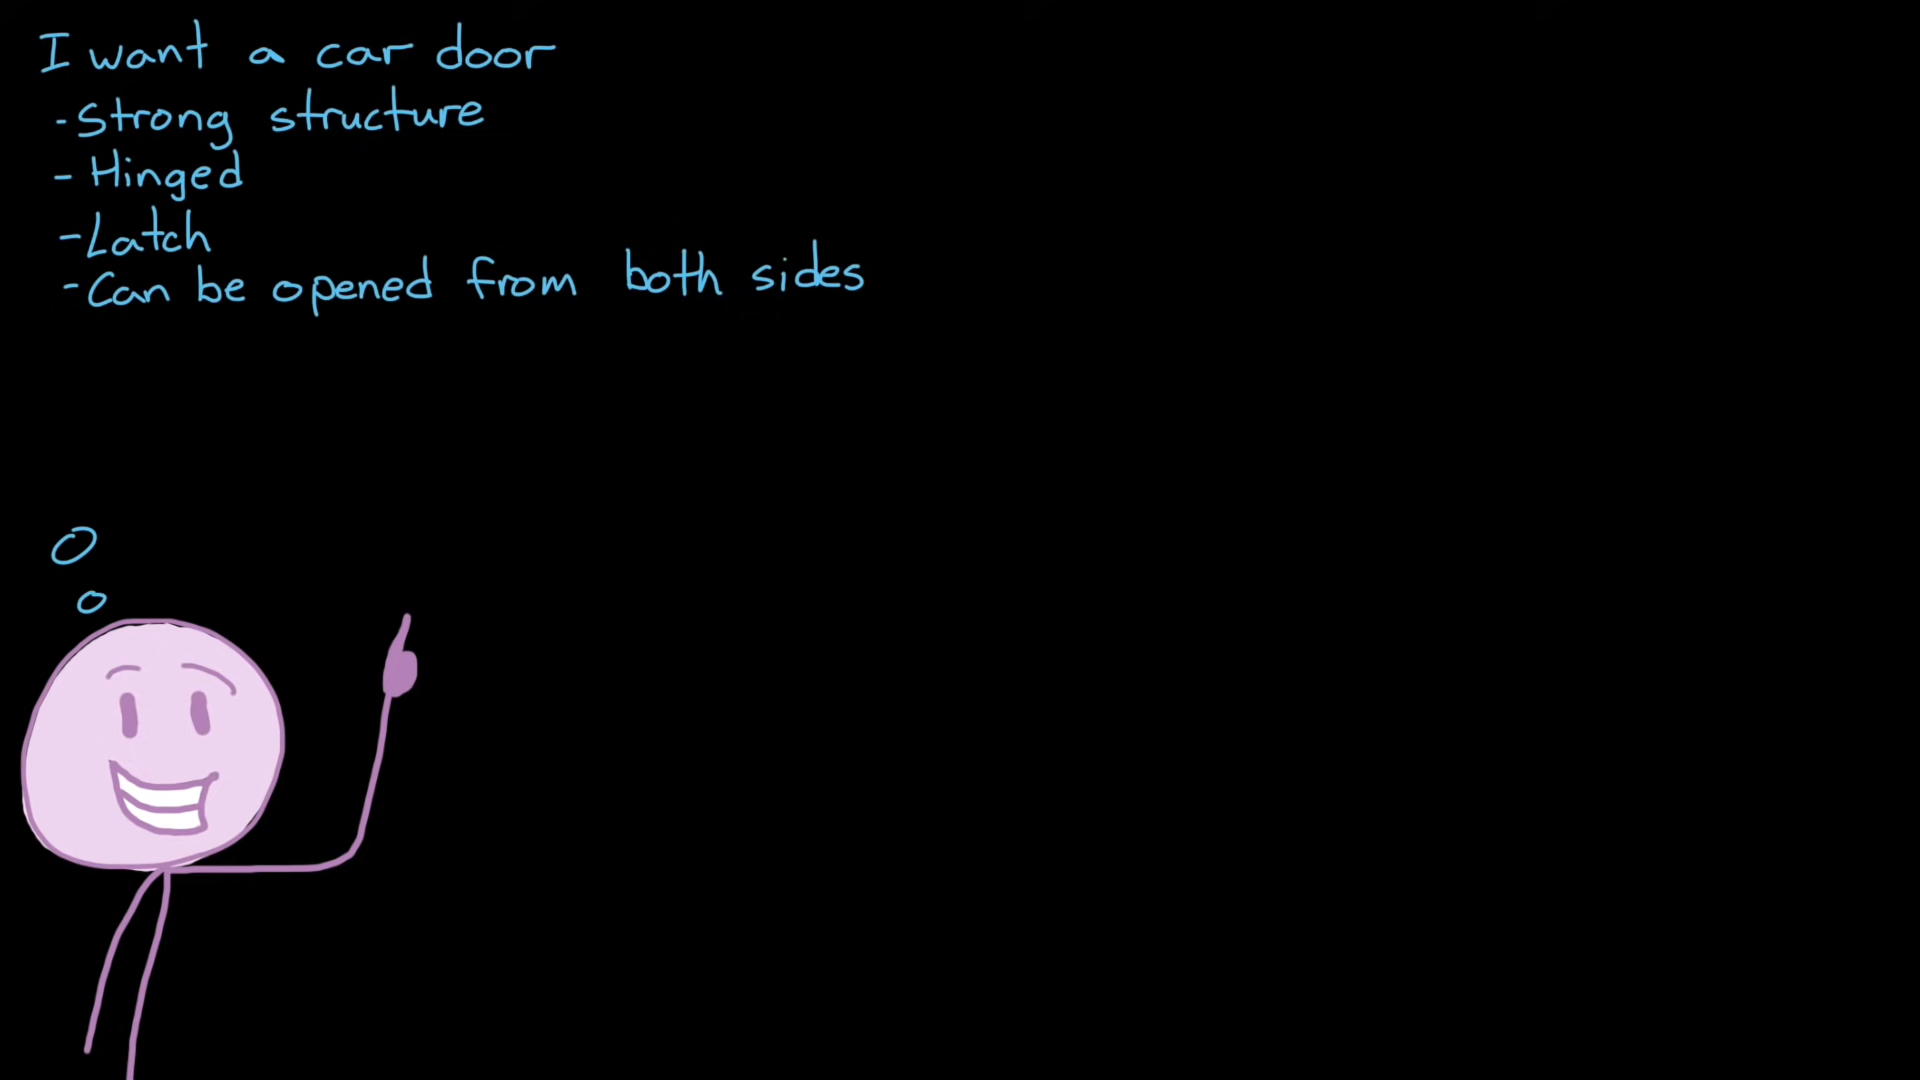 I want a car door
- Strong structure
- Hinged
- Latch
- Can be opened from both sides